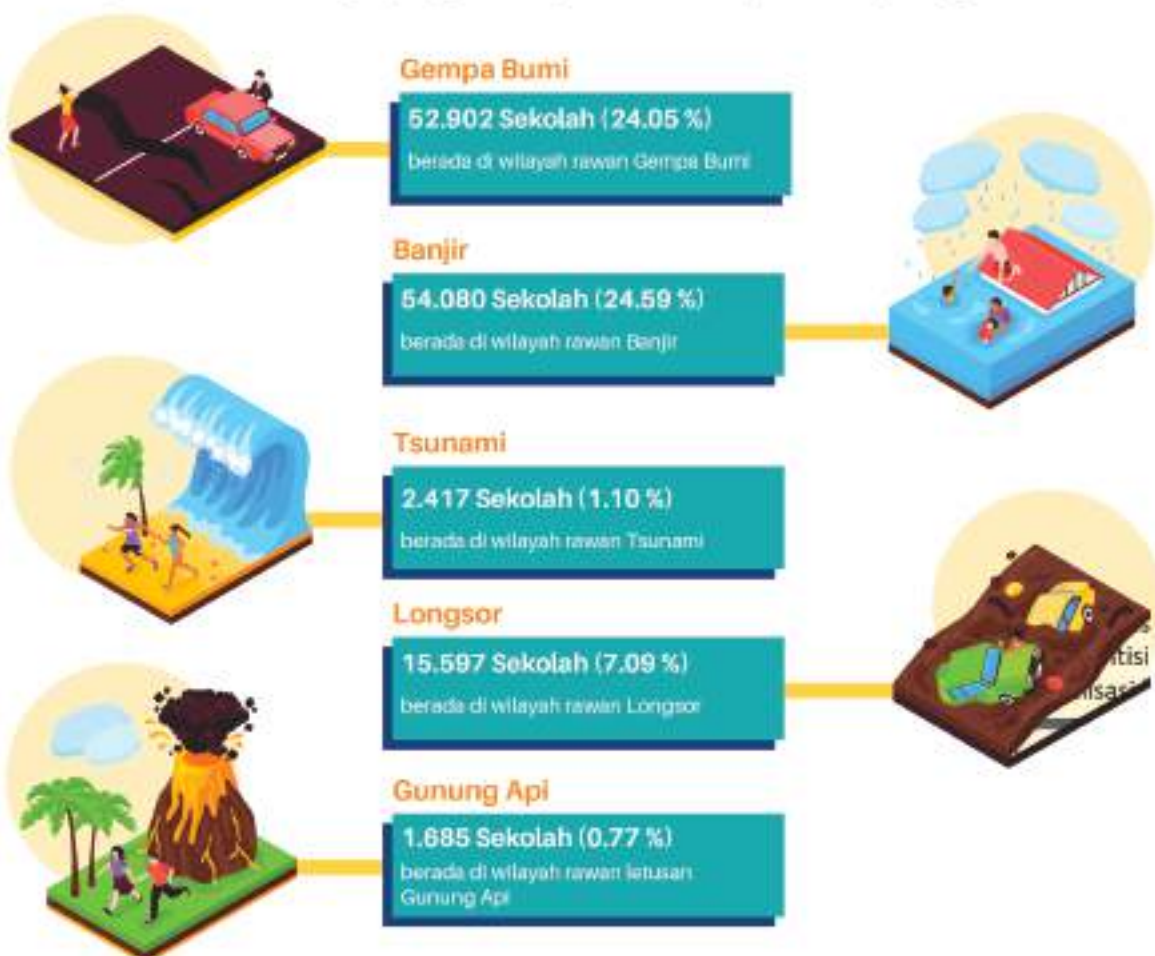 Gempa Bumi
52.902 Sekolah (24.05 %)
berada di wilayah rawan Gempa Bumi
Banjir
54.080 Sekolah (24.59 %)
berada di wilayah rawan Banjir
Tsunami
2.417 Sekolah (1.10 %)
berada di wilayah rawan Tsunami
Longsor
15.597 Sekolah (7.09 %)
berada di wilayah rawan Longsor
Gunung Api
1.685 Sekolah (0.77 %)
berada di wilayah rawan letusan
Gunung Api